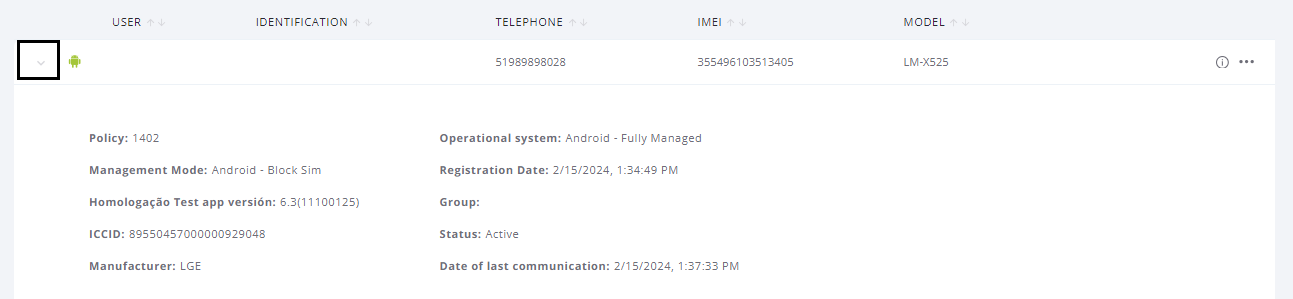 USER IDENTIFICATION TELEPHONE IMEI MODEL
51989898028 355496103513405 LM-X525
Policy: 1402 Operational system: Android - Fully Managed
Management Mode: Android - Block Sim Registration Date: 2/15/2024, 1:34:49 PM
Homologação Test app versión: 6.3(11100125) Group:
ICCID: 89550457000000929048 Status: Active
Manufacturer: LGE Date of last communication: 2/15/2024, 1:37:33 PM